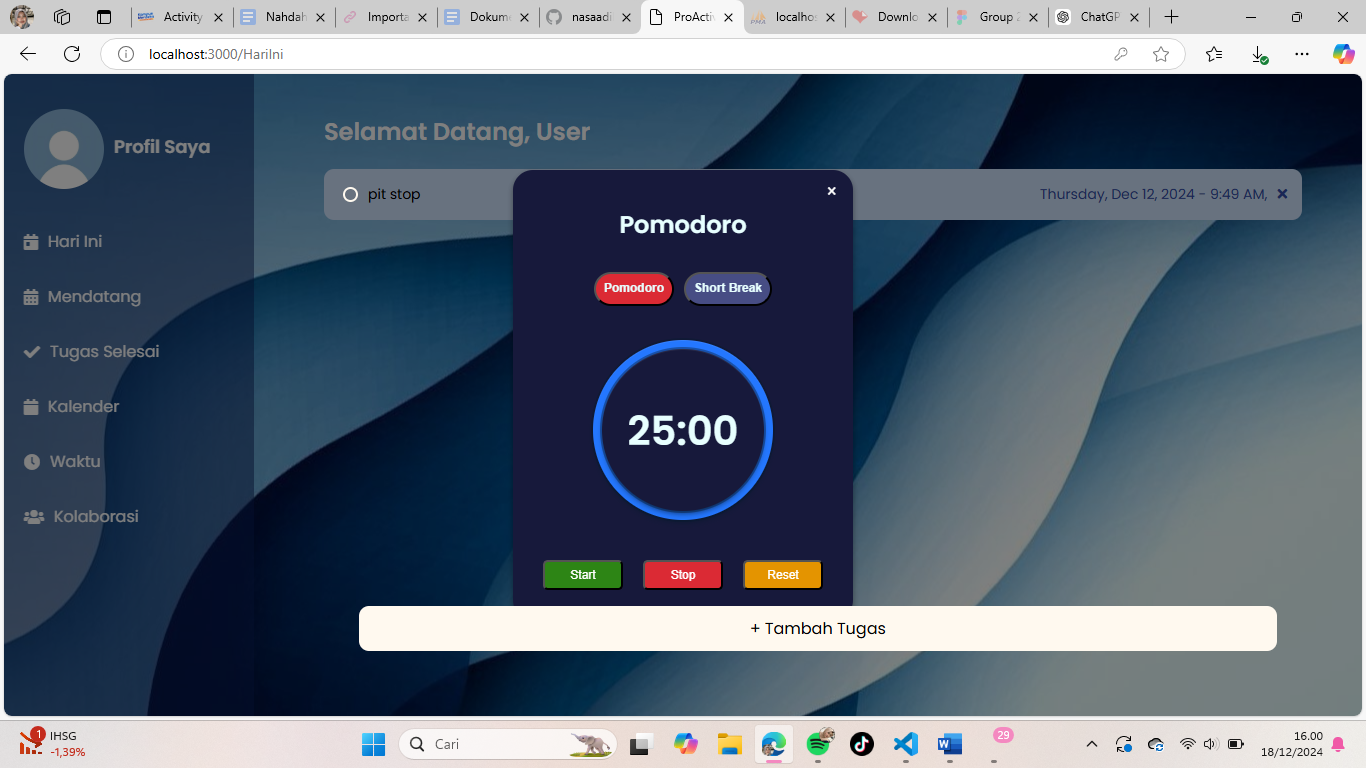 Activity
Nahdah
Importa
Dokume
nasaadi
ProActiv
localhos
Downlo
Group 2
ChatGP
localhost:3000/HariIni
Profil Saya
Hari Ini
Mendatang
Tugas Selesai
Kalender
Waktu
Kolaborasi
Selamat Datang, User
pit stop
Thursday, Dec 12, 2024 - 9:49 AM,
Pomodoro
Pomodoro
Short Break
25:00
Start
Stop
Reset
+ Tambah Tugas
1
IHSG
-1,39%
Cari
29
16.00
18/12/2024